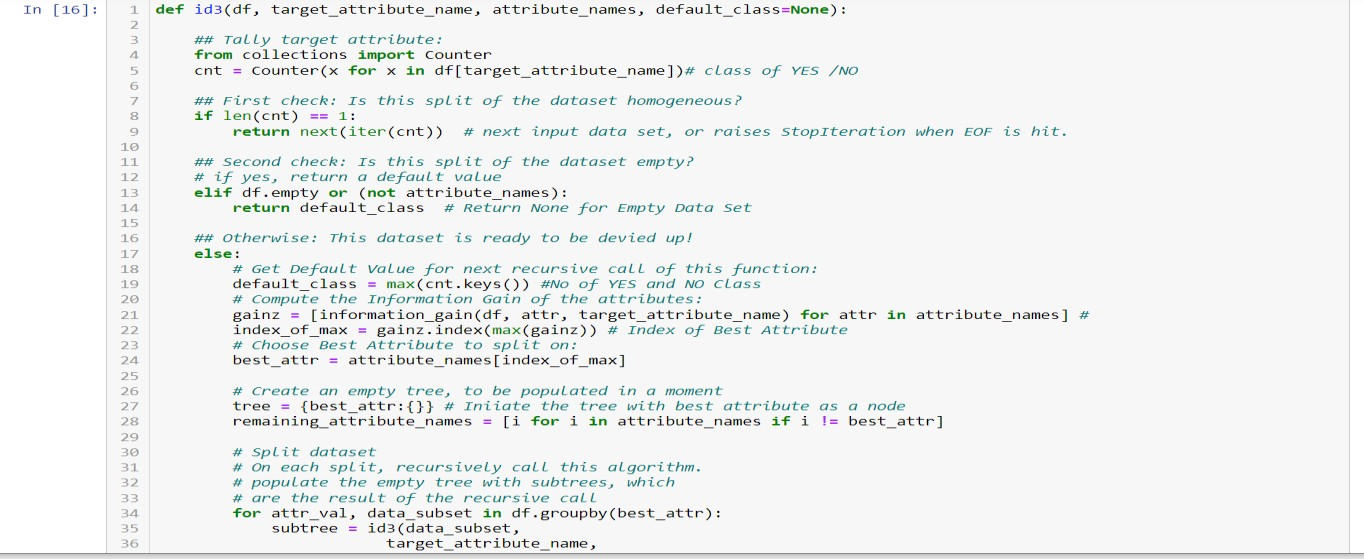 In [16]:
1 def id3(df, target_attribute_name, attribute_names, default_class=None):
2
3     ## Tally target attribute:
4     from collections import Counter
5     cnt = Counter(x for x in df[target_attribute_name])# class of YES /NO
6
7     ## First check: Is this split of the dataset homogeneous?
8     if len(cnt) == 1:
9         return next(iter(cnt))  # next input data set, or raises StopIteration when EOF is hit.
10
11     ## Second check: Is this split of the dataset empty?
12     # if yes, return a default value
13     elif df.empty or (not attribute_names):
14         return default_class  # Return None for Empty Data Set
15
16     ## Otherwise: This dataset is ready to be devied up!
17     else:
18         # Get Default Value for next recursive call of this function:
19         default_class = max(cnt.keys()) #No of YES and NO Class
20         # Compute the Information Gain of the attributes:
21         gainz = [information_gain(df, attr, target_attribute_name) for attr in attribute_names] #
22         index_of_max = gainz.index(max(gainz)) # Index of Best Attribute
23         # Choose Best Attribute to split on:
24         best_attr = attribute_names[index_of_max]
25
26         # Create an empty tree, to be populated in a moment
27         tree = {best_attr:{}} # Iniiate the tree with best attribute as a node
28         remaining_attribute_names = [i for i in attribute_names if i != best_attr]
29
30         # Split dataset
31         # On each split, recursively call this algorithm.
32         # populate the empty tree with subtrees, which
33         # are the result of the recursive call
34         for attr_val, data_subset in df.groupby(best_attr):
35             subtree = id3(data_subset,
36                         target_attribute_name,